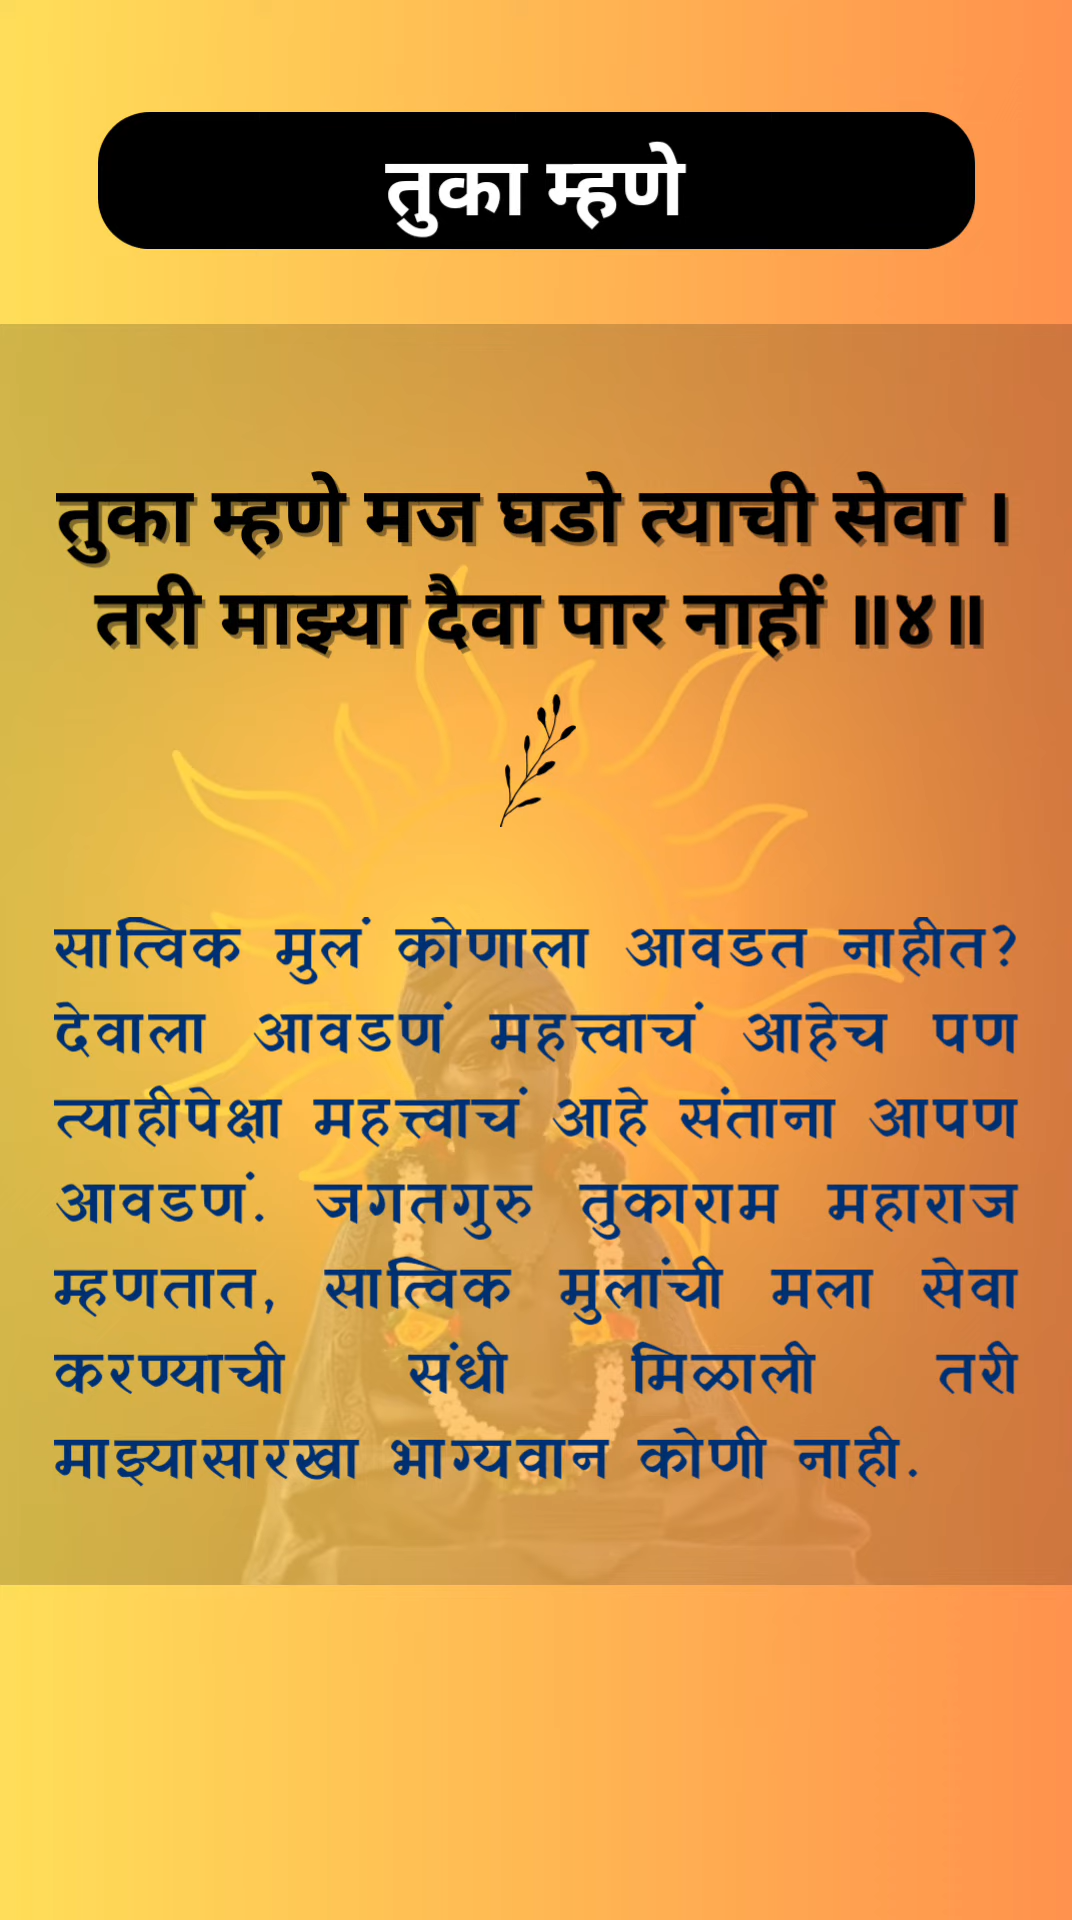 तुका म्हणे
तुका म्हणे मज घडो त्याची सेवा ।
तरी माझ्या दैवा पार नाहीं ॥४॥
सात्विक मुलं कोणाला आवडत नाहीत?
देवाला आवडणं महत्त्वाचं आहेच पण
त्याहीपेक्षा महत्त्वाचं आहे संताना आपण
आवडणं. जगतगुरु तुकाराम महाराज
म्हणतात, सात्विक मुलांची मला सेवा
करण्याची संधी मिळाली तरी
माझ्यासारखा भाग्यवान कोणी नाही.